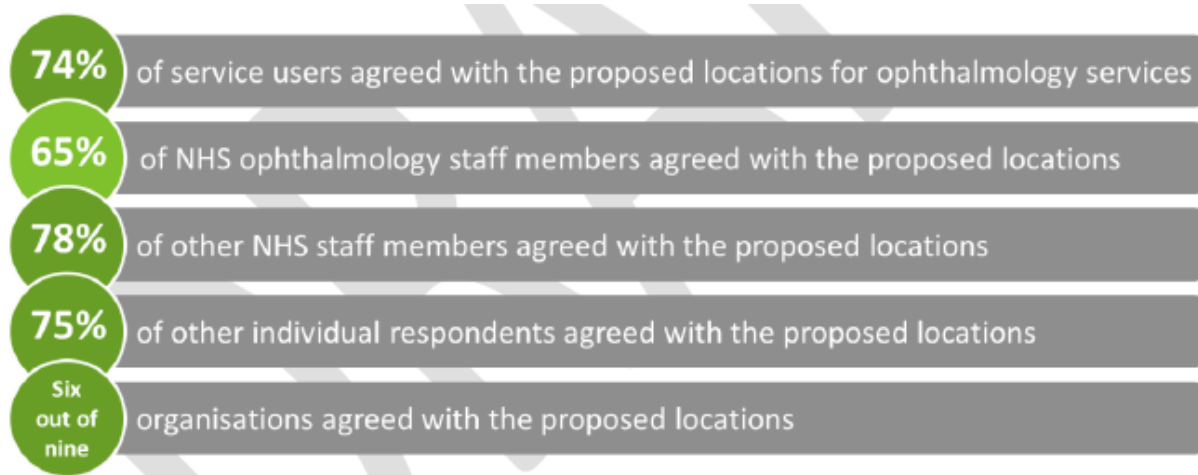 74% of service users agreed with the proposed locations for ophthalmology services
65% of NHS ophthalmology staff members agreed with the proposed locations
78% of other NHS staff members agreed with the proposed locations
75% of other individual respondents agreed with the proposed locations
Six
out of
nine
organisations agreed with the proposed locations